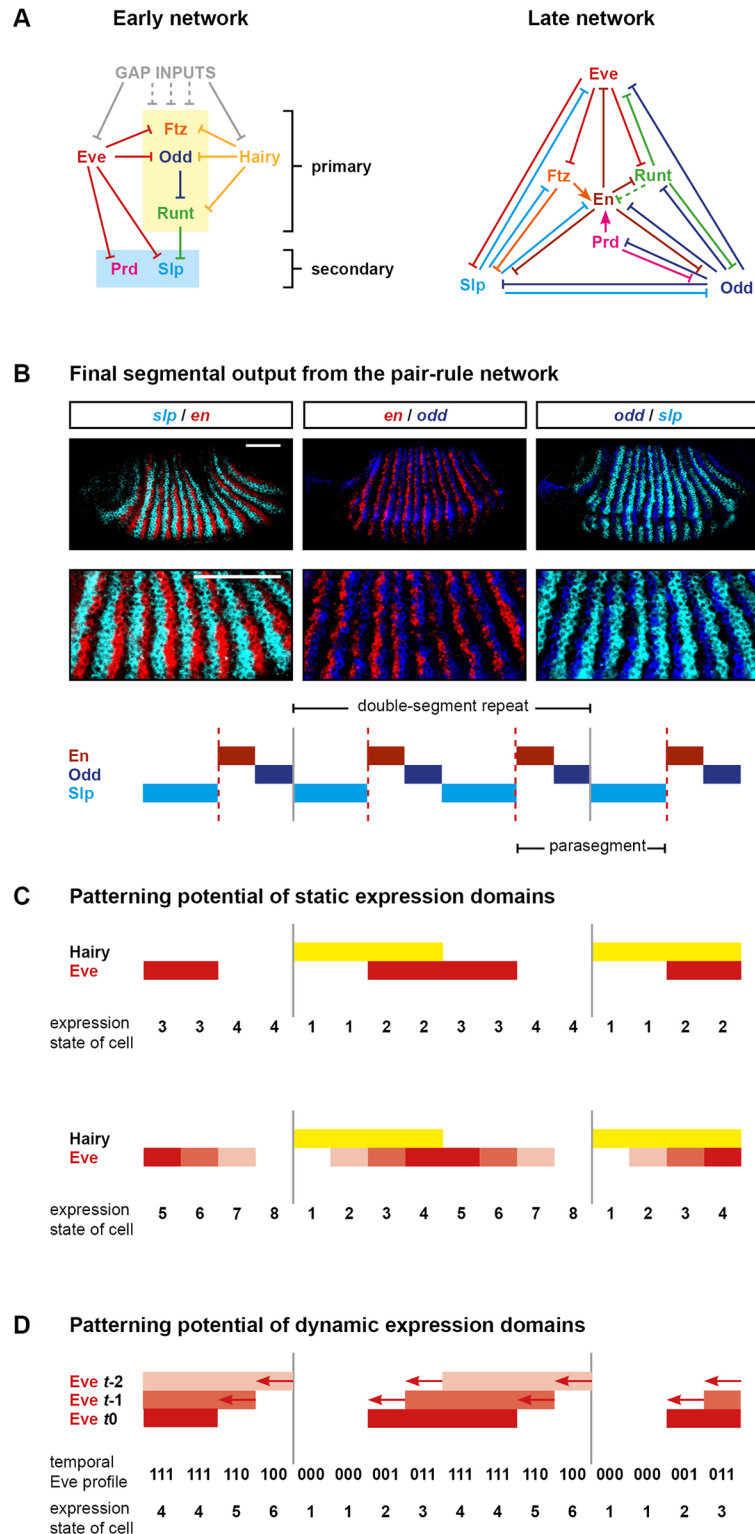 A
Early network
Late network
GAP INPUTS
Ftz
Eve
Odd
Hairy
Runt
Prd
Slp
primary
secondary
Eve
Ftz
Runt
En
Prd
Slp
Odd
B
Final segmental output from the pair-rule network
slp / en
en / odd
odd / slp
double-segment repeat
En
Odd
Slp
parasegment
C
Patterning potential of static expression domains
Hairy
Eve
expression
state of cell
3 3 4 4 1 1 2 2 3 3 4 4 1 1 2 2
Hairy
Eve
expression
state of cell
5 6 7 8 1 2 3 4 5 6 7 8 1 2 3 4
D
Patterning potential of dynamic expression domains
Eve t-2
Eve t-1
Eve t0
temporal
Eve profile
111 111 110 100 000 000 001 011 111 111 110 100 000 000 001 011
expression
state of cell
4 4 5 6 1 1 2 3 4 4 5 6 1 1 2 3